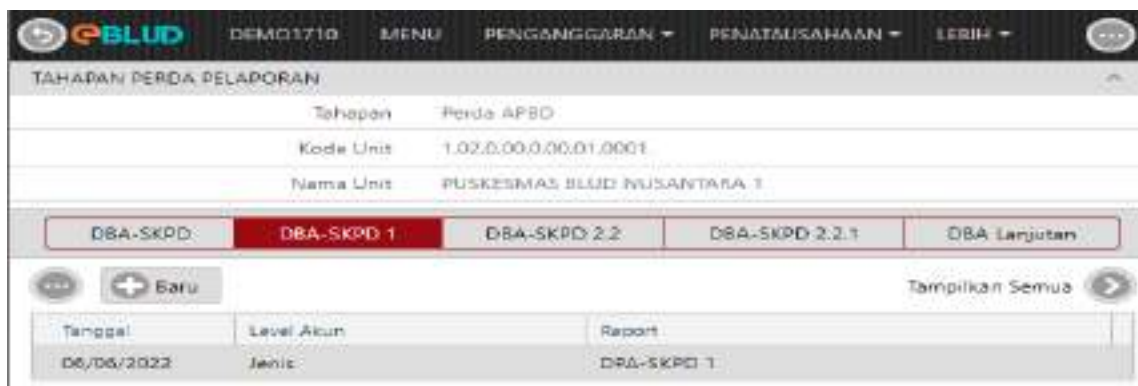 eBLUD DEMO1710 MENU PENGANGGARAN PENATAUSAHAAN LEBIH
TAHAPAN PERDA PELAPORAN
Tahapan Perda APBD
Kode Unit 1.02.0.00.0.00.01.0001
Nama Unit PUSKESMAS BLUD NUSANTARA 1
DBA-SKPD DBA-SKPD 1 DBA-SKPD 2.2 DBA-SKPD 2.2.1 DBA Lanjutan
Baru Tampilkan Semua
Tanggal Level Akun Report
06/06/2022 Jenis DBA-SKPD 1